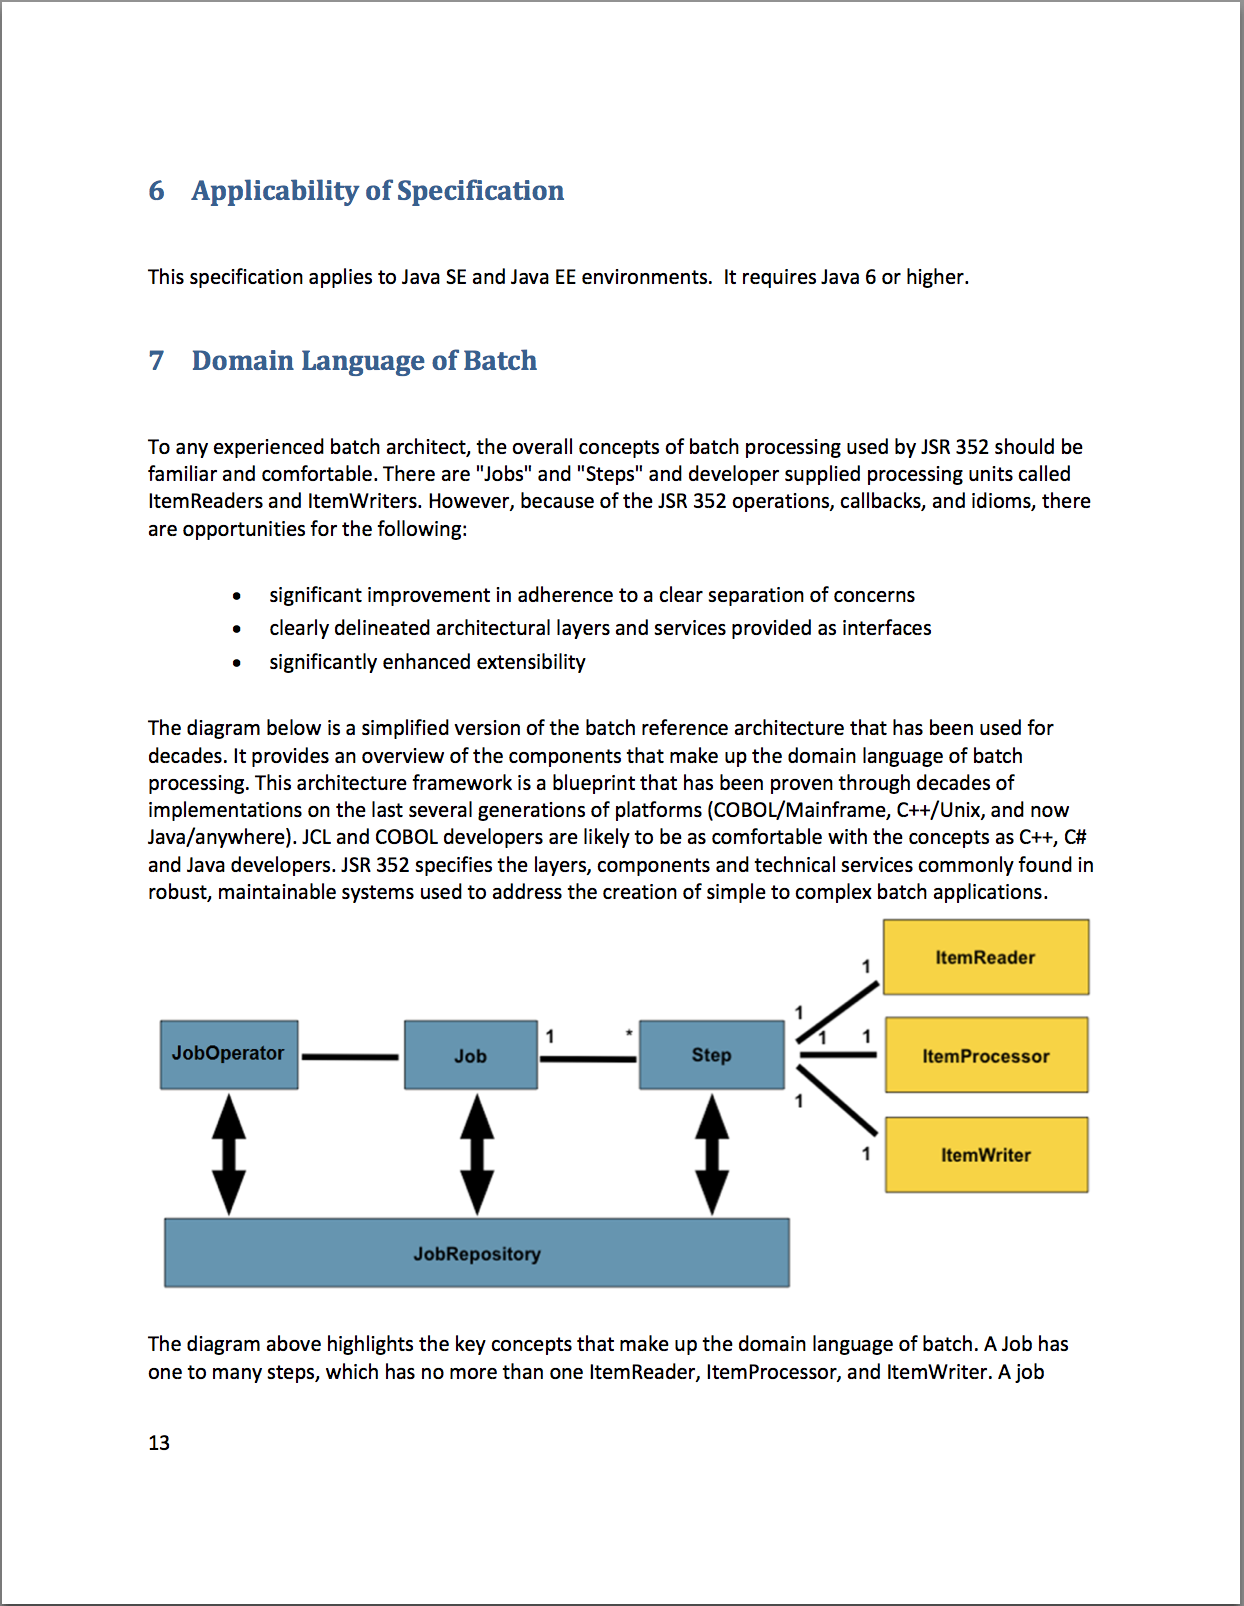 6 Applicability of Specification
This specification applies to Java SE and Java EE environments.  It requires Java 6 or higher.
7 Domain Language of Batch
To any experienced batch architect, the overall concepts of batch processing used by JSR 352 should be
familiar and comfortable. There are "Jobs" and "Steps" and developer supplied processing units called
ItemReaders and ItemWriters. However, because of the JSR 352 operations, callbacks, and idioms, there
are opportunities for the following:
• significant improvement in adherence to a clear separation of concerns
• clearly delineated architectural layers and services provided as interfaces
• significantly enhanced extensibility
The diagram below is a simplified version of the batch reference architecture that has been used for
decades. It provides an overview of the components that make up the domain language of batch
processing. This architecture framework is a blueprint that has been proven through decades of
implementations on the last several generations of platforms (COBOL/Mainframe, C++/Unix, and now
Java/anywhere). JCL and COBOL developers are likely to be as comfortable with the concepts as C++, C#
and Java developers. JSR 352 specifies the layers, components and technical services commonly found in
robust, maintainable systems used to address the creation of simple to complex batch applications.
ItemReader
1
1
JobOperator
Job
1 *
Step
1 1
ItemProcessor
1
1
ItemWriter
JobRepository
The diagram above highlights the key concepts that make up the domain language of batch. A Job has
one to many steps, which has no more than one ItemReader, ItemProcessor, and ItemWriter. A job
13